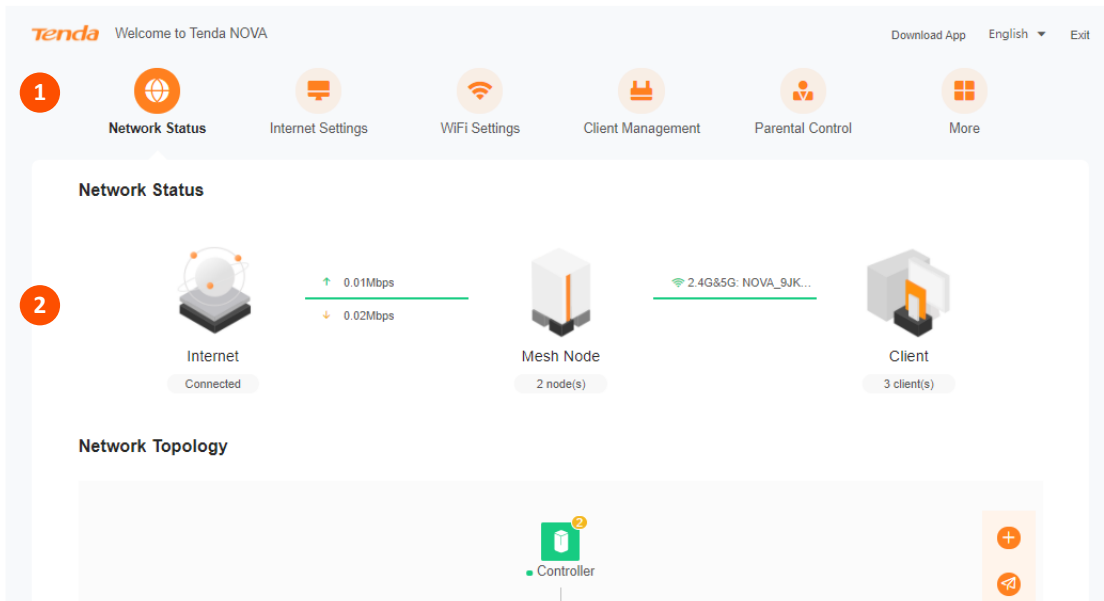 Tenda Welcome to Tenda NOVA Download App English Exit
1
Network Status Internet Settings WiFi Settings Client Management Parental Control More
Network Status
0.01Mbps 2.4G&5G: NOVA_9JK...
2
0.02Mbps
Internet Mesh Node Client
Connected 2 node(s) 3 client(s)
Network Topology
2
Controller